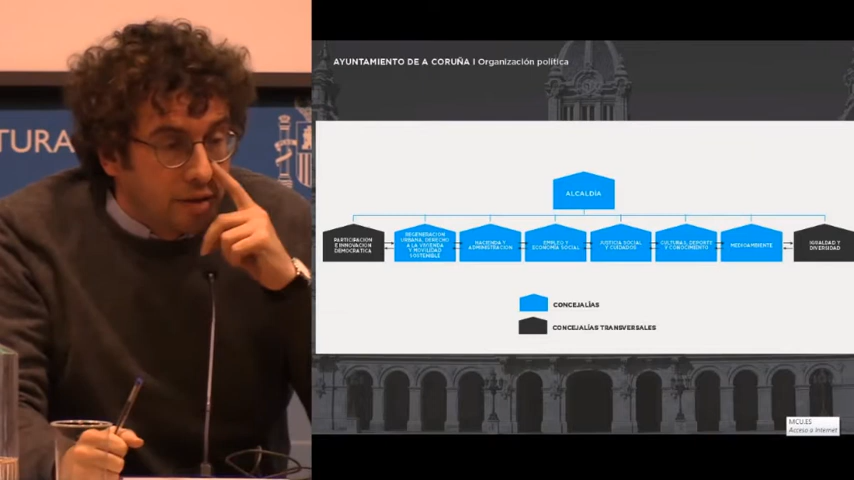 TURA
AYUNTAMIENTO DE A CORUÑA | Organización política
ALCALDÍA
PARTICIPACIÓN
E INNOVACIÓN
DEMOCRÁTICA
REGENERACIÓN
URBANA, DERECHO
A LA VIVIENDA
Y MOVILIDAD
SOSTENIBLE
HACIENDA Y
ADMINISTRACIÓN
EMPLEO Y
ECONOMÍA SOCIAL
JUSTICIA SOCIAL
Y CUIDADOS
CULTURAS, DEPORTE
Y CONOCIMIENTO
MEDIOAMBIENTE
IGUALDAD Y
DIVERSIDAD
CONCEJALÍAS
CONCEJALÍAS TRANSVERSALES
MCU.ES
Acceso a Internet